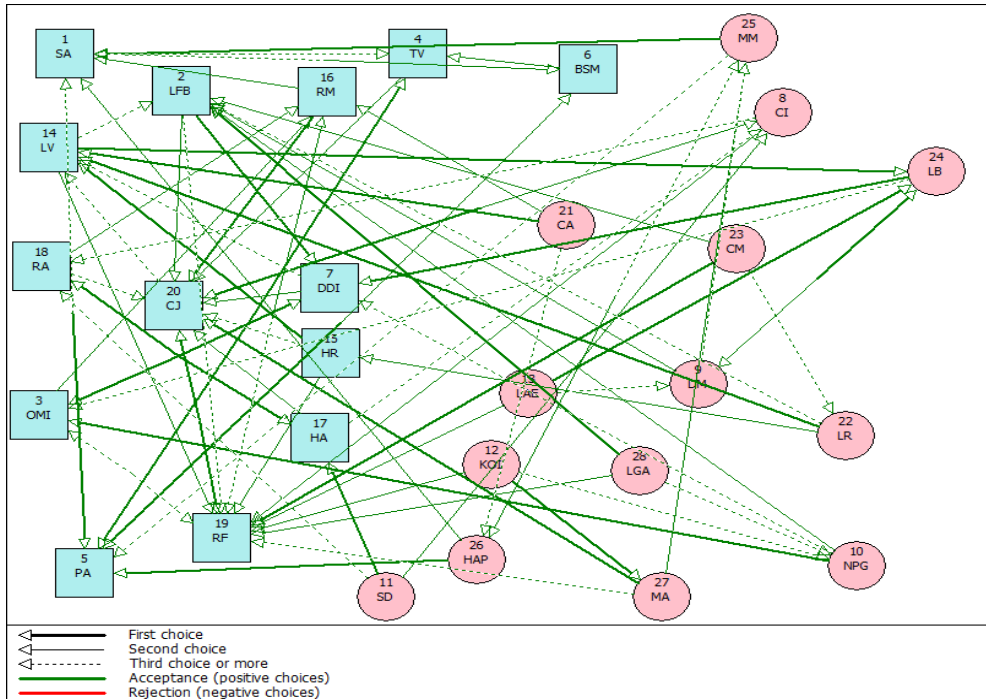 1
SA
2
LFB
4
TV
16
RM
6
BSM
25
MM
8
CI
14
LV
24
LB
21
CA
23
CM
18
RA
20
CJ
7
DDI
15
HR
9
13
3
OMI
17
HA
12
KOI
28
LGA
22
LR
19
RF
5
PA
26
HAP
11
SD
27
MA
10
NPG
First choice
Second choice
Third choice or more
Acceptance (positive choices)
Rejection (negative choices)